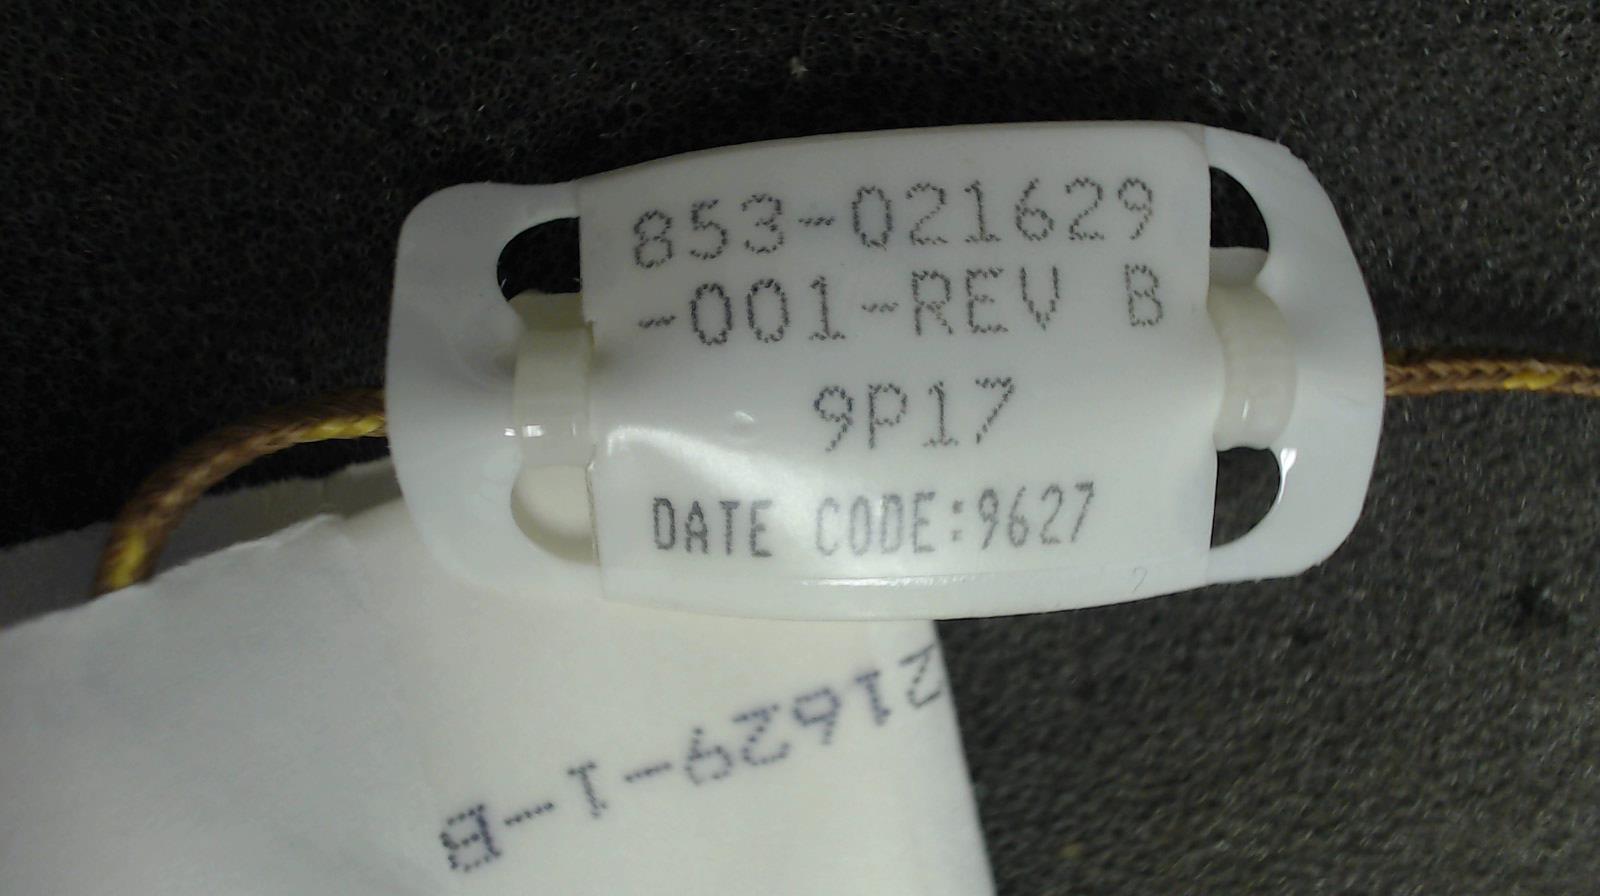 853-021629
-001-REV B
9P17
DATE CODE:9627
21629-1-B